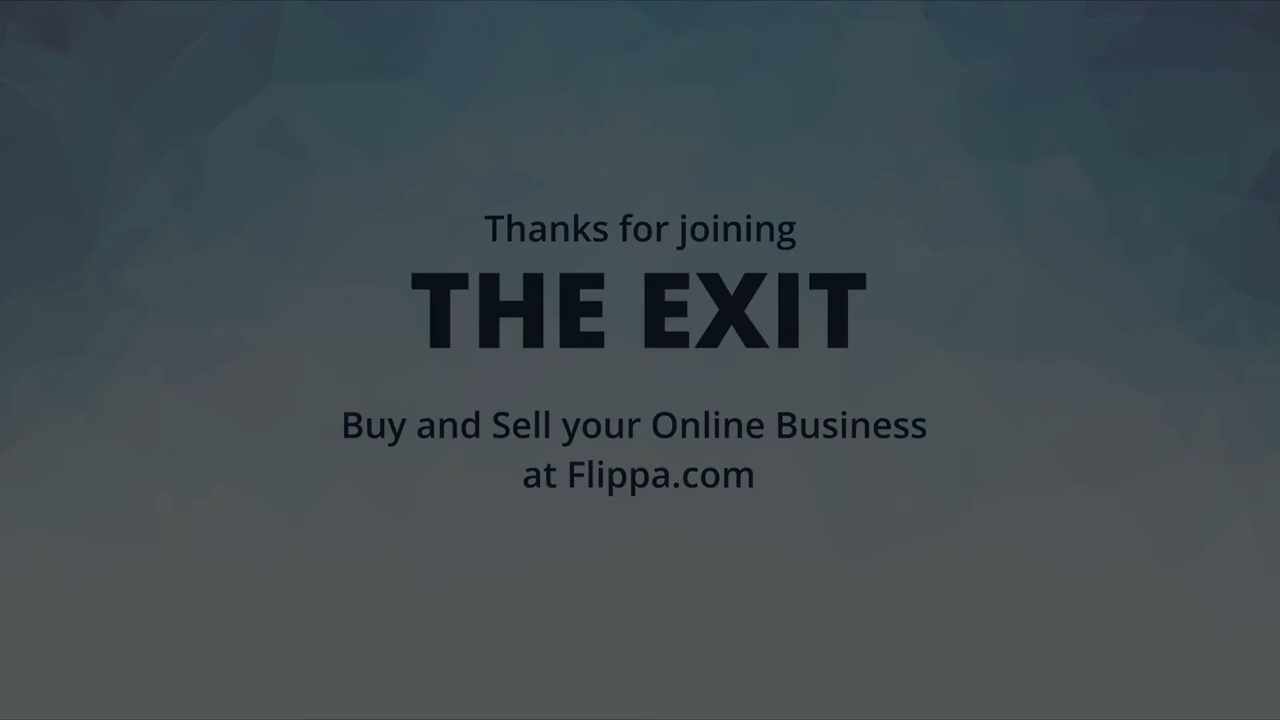 Thanks for joining
THE EXIT
Buy and Sell your Online Business
at Flippa.com